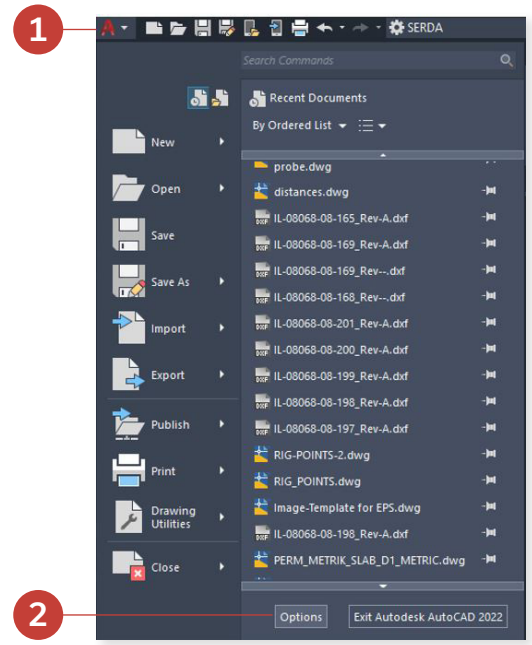 1
A
SERDA
Search Commands
Recent Documents
By Ordered List
New
Open
Save
Save As
Import
Export
Publish
Print
Drawing
Utilities
Close
probe.dwg
distances.dwg
IL-08068-08-165_Rev-A.dxf
IL-08068-08-169_Rev-A.dxf
IL-08068-08-169_Rev--.dxf
IL-08068-08-168_Rev--.dxf
IL-08068-08-201_Rev-A.dxf
IL-08068-08-200_Rev-A.dxf
IL-08068-08-199_Rev-A.dxf
IL-08068-08-198_Rev-A.dxf
IL-08068-08-197_Rev-A.dxf
RIG-POINTS-2.dwg
RIG_POINTS.dwg
Image-Template for EPS.dwg
IL-08068-08-198_Rev-A.dxf
PERM_METRIK_SLAB_D1_METRIC.dwg
2
Options
Exit Autodesk AutoCAD 2022